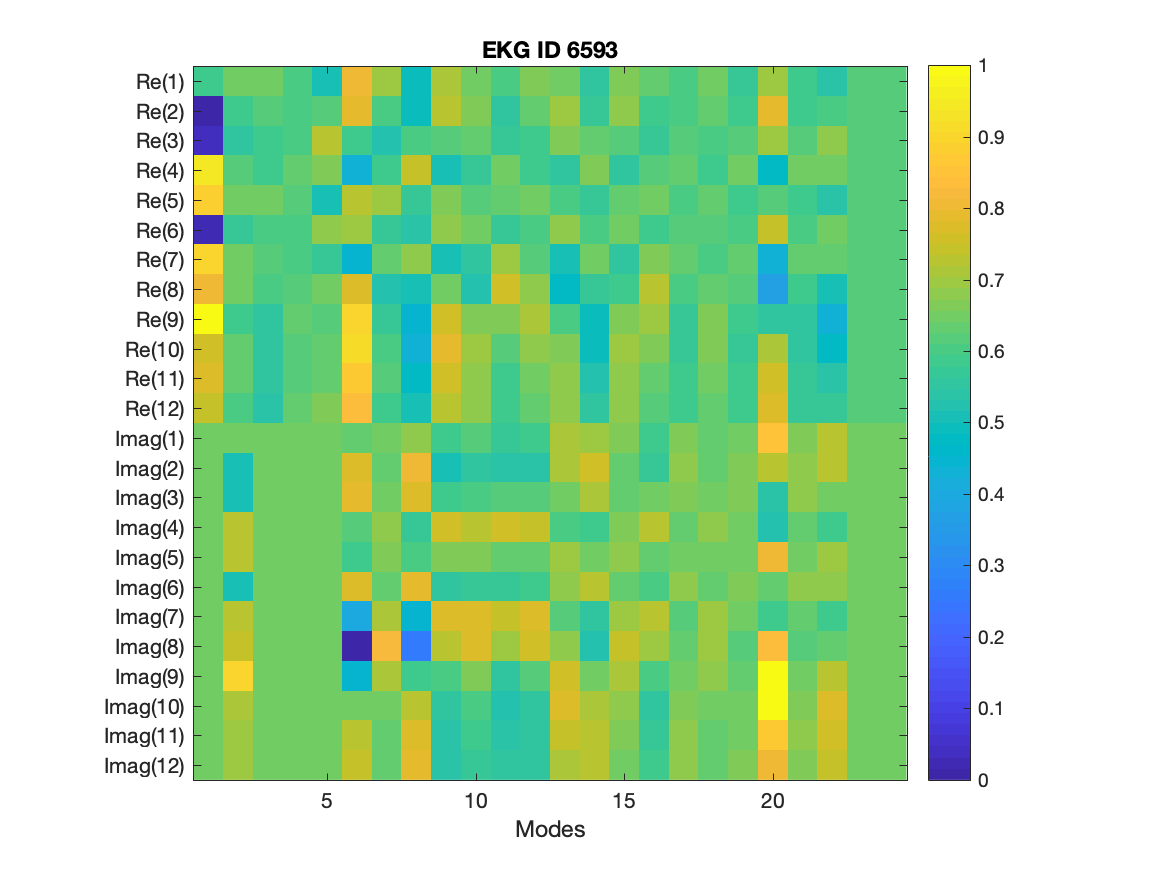 EKG ID 6593
Re(1)
Re(2)
Re(3)
Re(4)
Re(5)
Re(6)
Re(7)
Re(8)
Re(9)
Re(10)
Re(11)
Re(12)
Imag(1)
Imag(2)
Imag(3)
Imag(4)
Imag(5)
Imag(6)
Imag(7)
Imag(8)
Imag(9)
Imag(10)
Imag(11)
Imag(12)
5 10 15 20
Modes
1
0.9
0.8
0.7
0.6
0.5
0.4
0.3
0.2
0.1
0